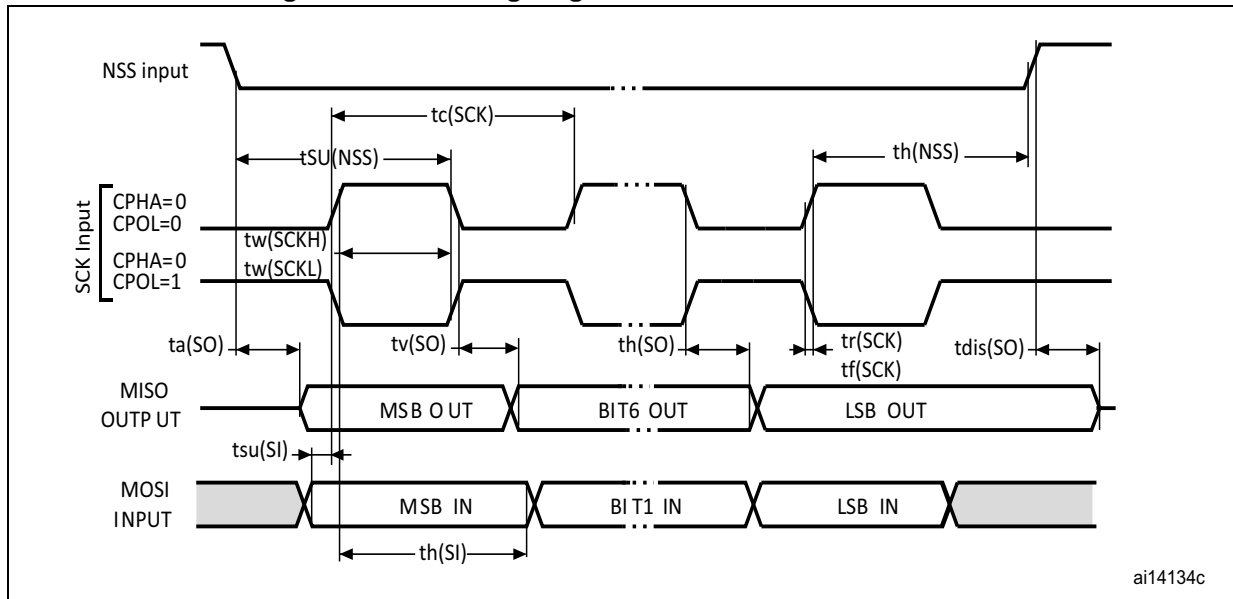 NSS input
tc(SCK)
tSU(NSS)
th(NSS)
SCK Input
CPHA=0
CPOL=0
tw(SCKH)
CPHA=0
tw(SCKL)
CPOL=1
ta(SO)
tv(SO)
th(SO)
tr(SCK)
tf(SCK)
tdis(SO)
MISO
OUTP UT
MSB O UT
BIT6 OUT
LSB OUT
tsu(SI)
MOSI
INPUT
MSB IN
BIT1 IN
LSB IN
th(SI)
ai14134c